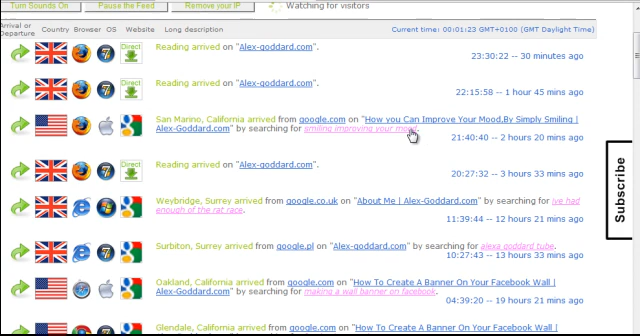 Turn Sounds On Pause the Feed Remove your IP Watching for visitors
Arrival or Departure Country Browser OS Website Long description Current time: 00:01:23 GMT+0100 (GMT Daylight Time)
Direct Reading arrived on "Alex-goddard.com".
23:30:22 -- 30 minutes ago
Direct Reading arrived on "Alex-goddard.com".
22:15:58 -- 1 hour 45 mins ago
San Marino, California arrived from google.com on "How you Can Improve Your Mood,By Simply Smiling |
Alex-Goddard.com" by searching for smiling improving your mood.
21:40:40 -- 2 hours 20 mins ago
Direct Reading arrived on "Alex-goddard.com".
20:27:32 -- 3 hours 33 mins ago
Weybridge, Surrey arrived from google.co.uk on "About Me | Alex-Goddard.com" by searching for ive had
enough of the rat race.
11:39:44 -- 12 hours 21 mins ago
Surbiton, Surrey arrived from google.pl on "Alex-goddard.com" by searching for alexa goddard tube.
10:27:43 -- 13 hours 33 mins ago
Oakland, California arrived from google.com on "How To Create A Banner On Your Facebook Wall |
Alex-Goddard.com" by searching for making a wall banner on facebook.
04:39:20 -- 19 hours 21 mins ago
Glendale, California arrived from google.com on "How To Create A Banner On Your Facebook Wall |
Subscribe